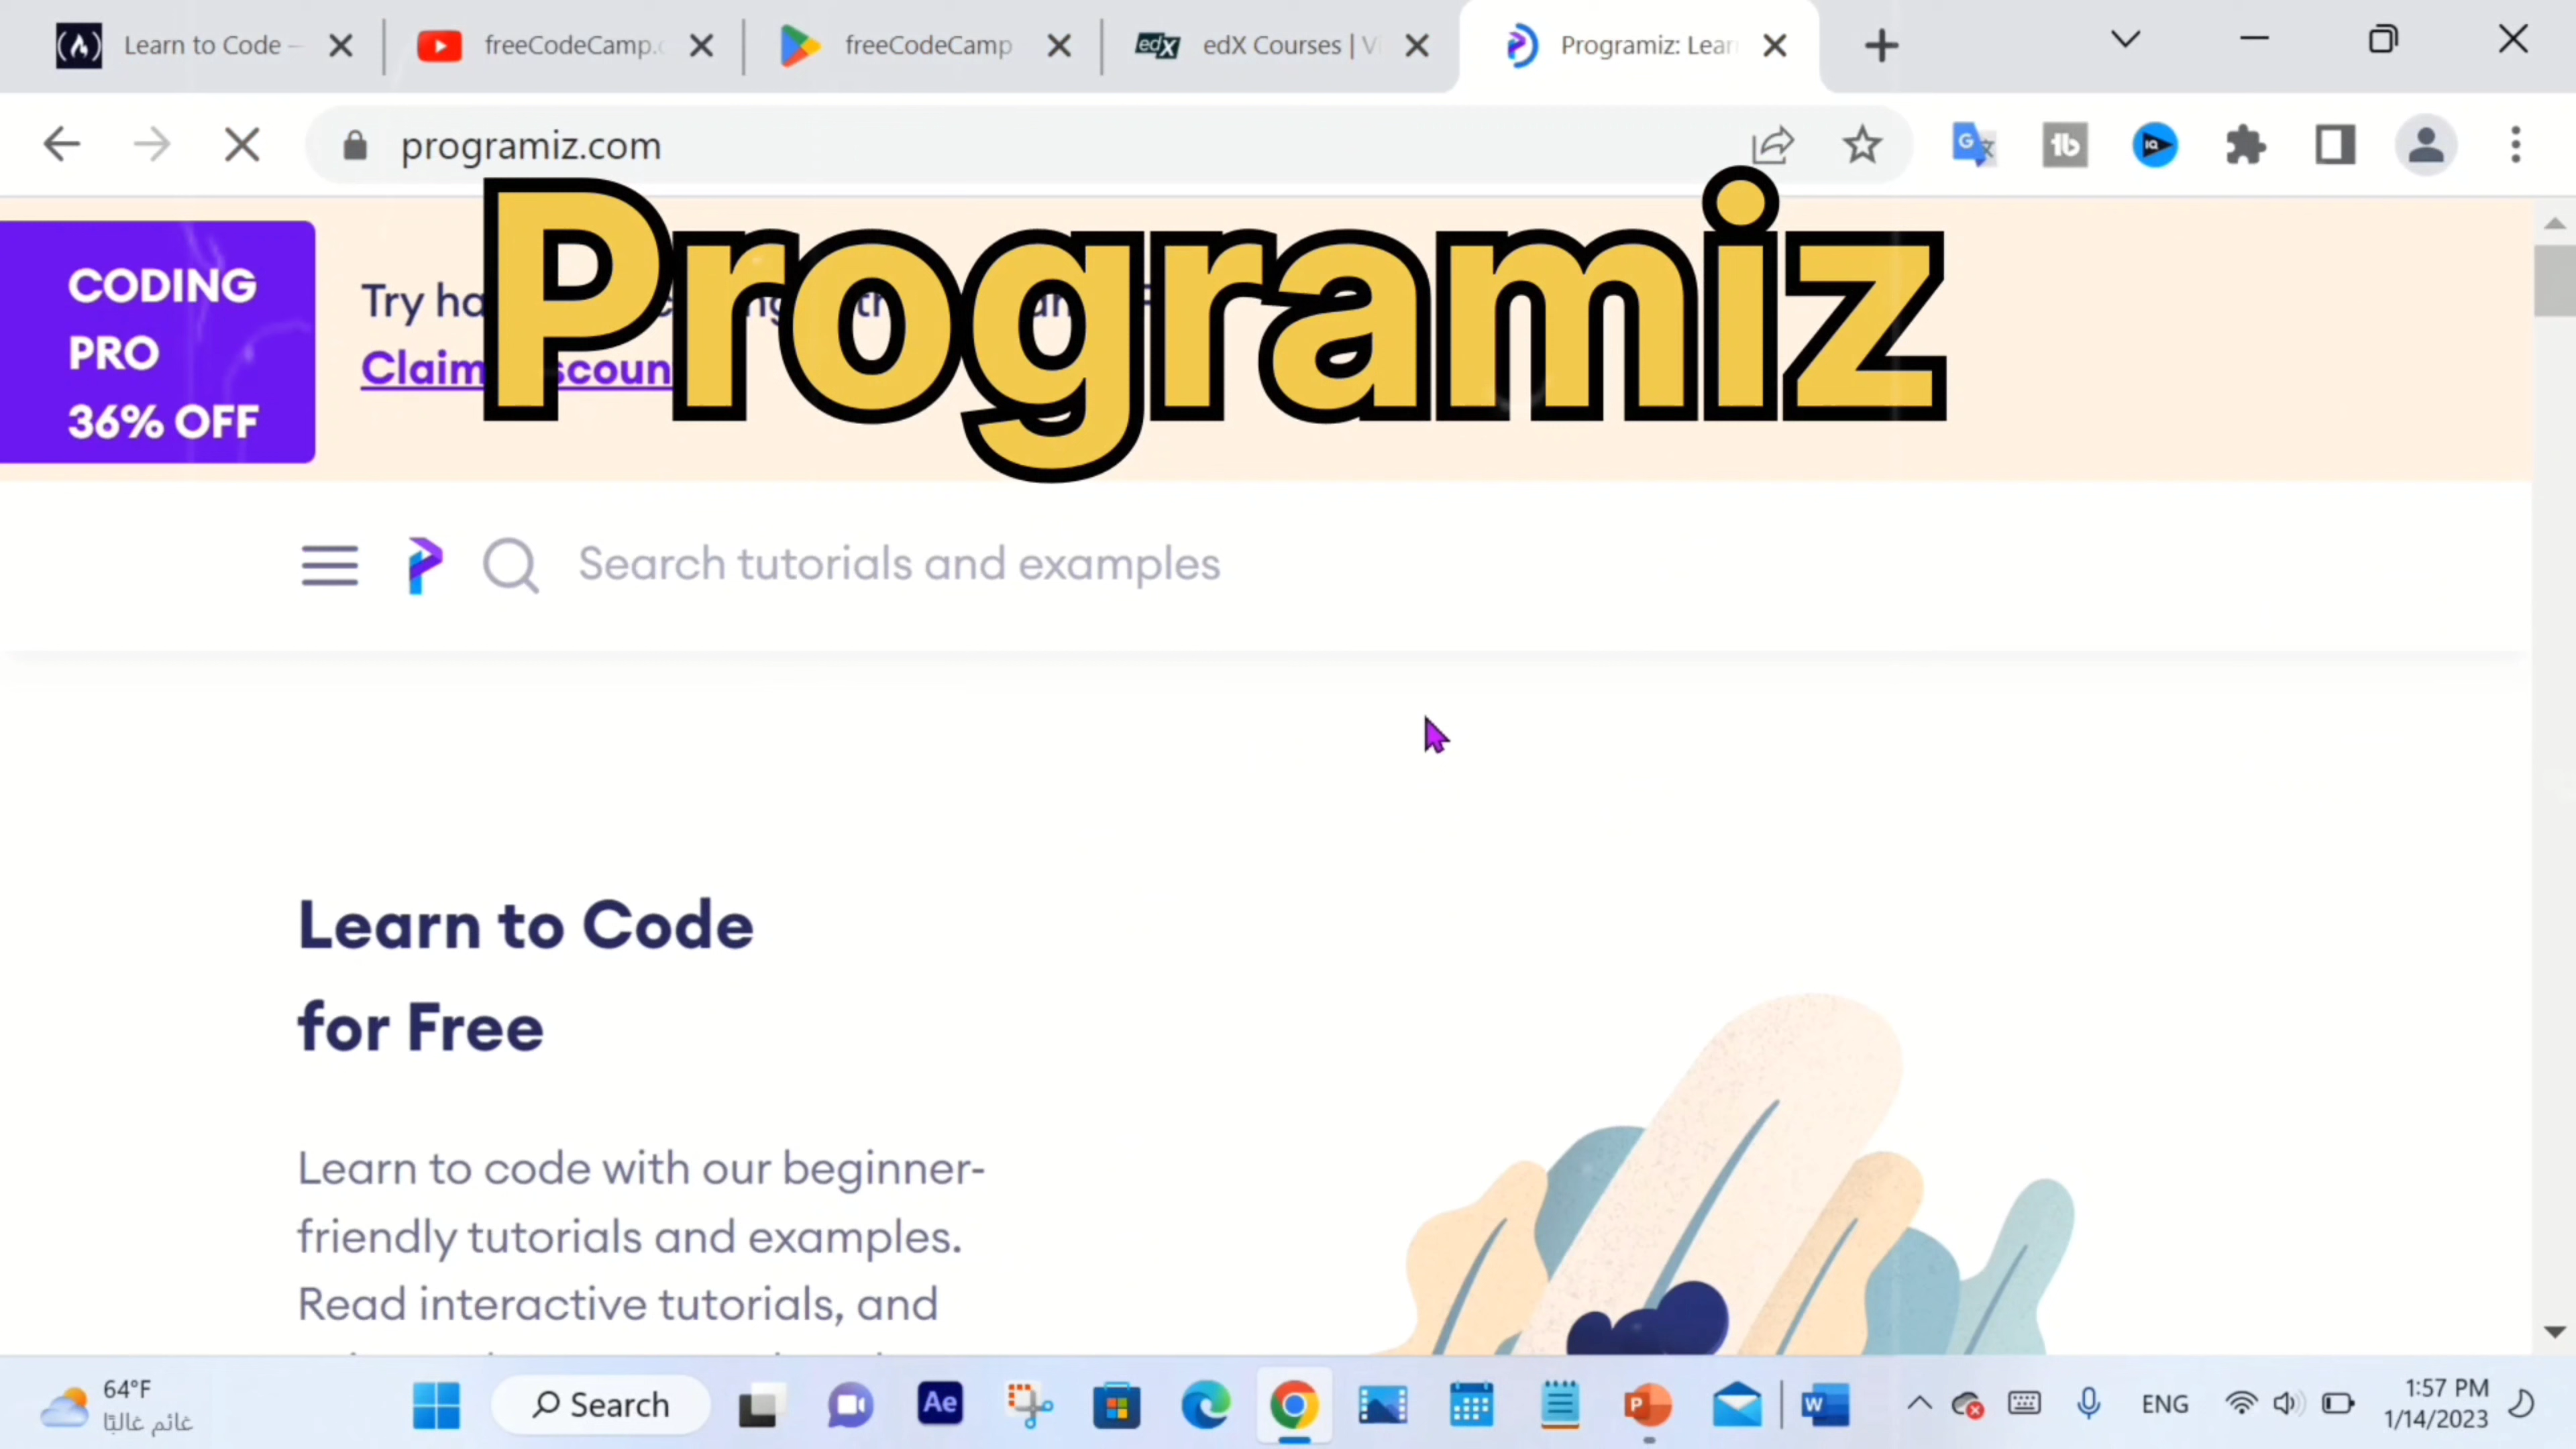 Learn to Code —
freeCodeCamp.
freeCodeCamp
edX
edX Courses |
Programiz: Lear
programiz.com
CODING
PRO
36% OFF
Try
Claim
Programiz
Search tutorials and examples
Learn to Code
for Free
Learn to code with our beginner-
friendly tutorials and examples.
Read interactive tutorials, and
64°F
غائم غالبًا
Search
Ae
ENG
1:57 PM
1/14/2023